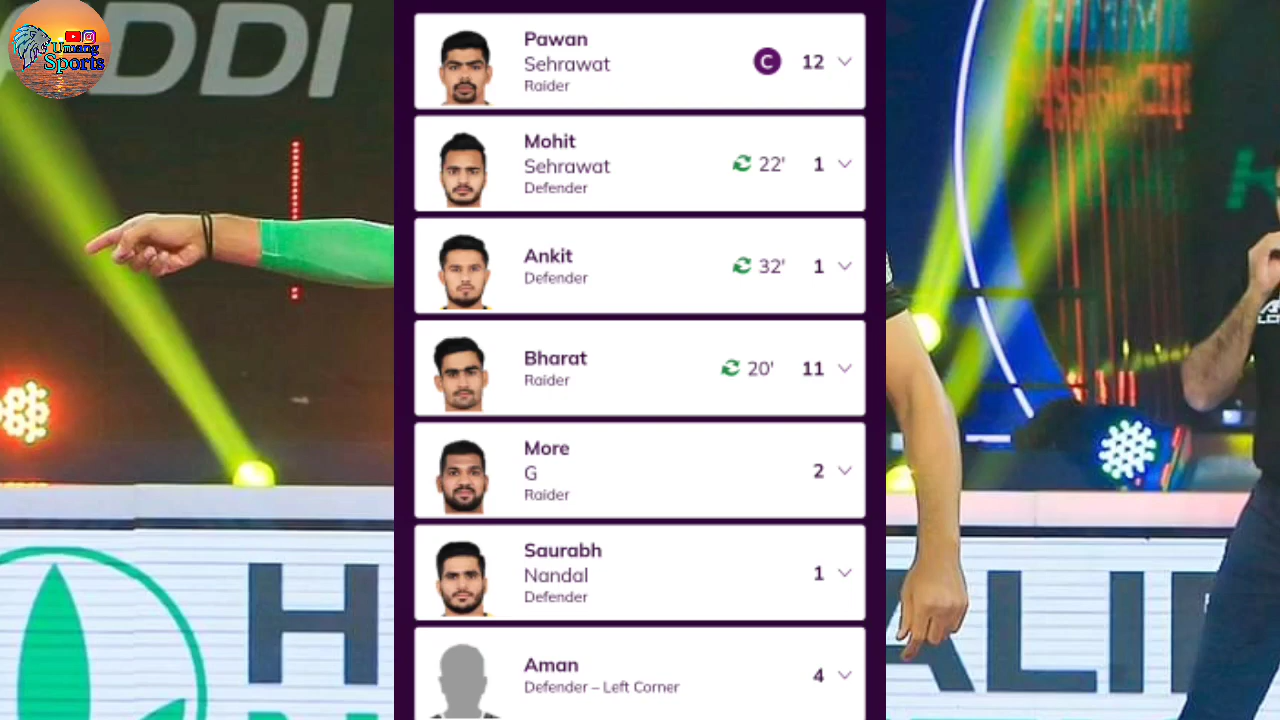 DDI
Umang
Sports
Pawan
Sehrawat
Raider
C 12
Mohit
Sehrawat
Defender
22' 1
Ankit
Defender
32' 1
Bharat
Raider
20' 11
More
G
Raider
2
Saurabh
Nandal
Defender
1
Aman
Defender – Left Corner
4
H
ALI